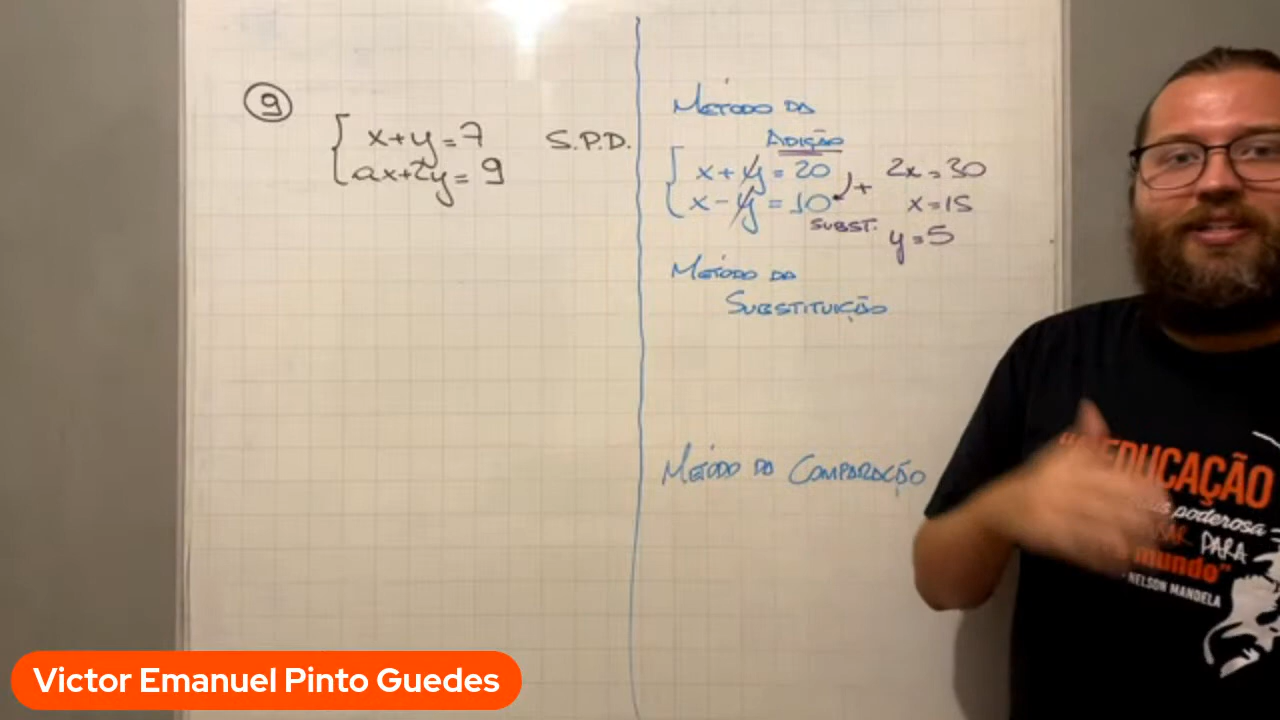 9
x+y=7
ax+2y=9
S.P.D.
MÉTODO DA
ADIÇÃO
x+y=20
x-y=10
+
SUBST.
2x=30
x=15
y=5
MÉTODO DA
SUBSTITUIÇÃO
MÉTODO DA COMPARAÇÃO
EDUCAÇÃO
poderosa
PARA
mundo"
NELSON MANDELA
Victor Emanuel Pinto Guedes